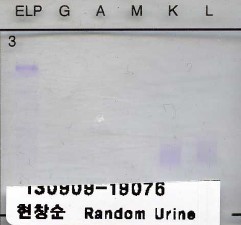 ELP G A M K L
3
130909-19076
현창순 Random Urine